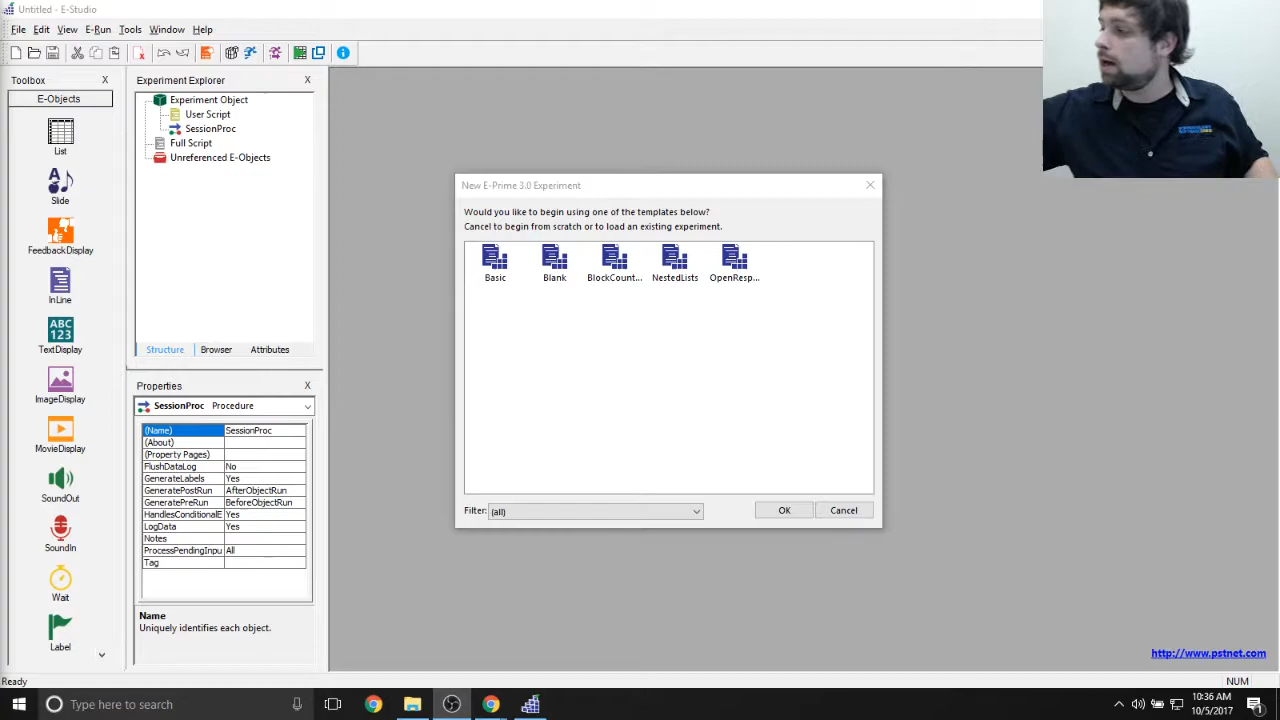 Untitled - E-Studio
File Edit View E-Run Tools Window Help
Toolbox X
E-Objects
List
Slide
FeedbackDisplay
InLine
ABC
123
TextDisplay
ImageDisplay
MovieDisplay
SoundOut
SoundIn
Wait
Label
Experiment Explorer X
Experiment Object
User Script
SessionProc
Full Script
Unreferenced E-Objects
Structure Browser Attributes
Properties X
SessionProc Procedure
(Name) SessionProc
(About)
(Property Pages)
FlushDataLog No
GenerateLabels Yes
GeneratePostRun AfterObjectRun
GeneratePreRun BeforeObjectRun
HandlesConditionalE Yes
LogData Yes
Notes
ProcessPendingInpu All
Tag
Name
Uniquely identifies each object.
New E-Prime 3.0 Experiment
Would you like to begin using one of the templates below?
Cancel to begin from scratch or to load an existing experiment.
Basic Blank BlockCount... NestedLists OpenResp...
Filter: (all) OK Cancel
http://www.pstnet.com
Ready NUM
Type here to search
10:36 AM
10/5/2017
1